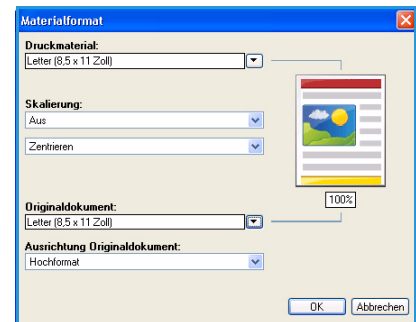 Materialformat
Druckmaterial:
Letter (8,5 x 11 Zoll)
Skalierung:
Aus
Zentrieren
100%
Originaldokument:
Letter (8,5 x 11 Zoll)
Ausrichtung Originaldokument:
Hochformat
OK
Abbrechen